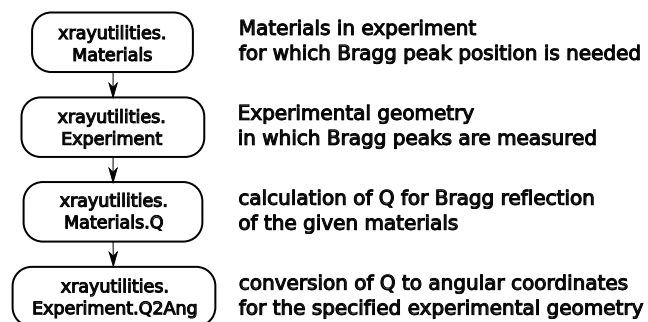 xrayutilities.
Materials
Materials in experiment
for which Bragg peak position is needed
xrayutilities.
Experiment
Experimental geometry
in which Bragg peaks are measured
xrayutilities.
Materials.Q
calculation of Q for Bragg reflection
of the given materials
xrayutilities.
Experiment.Q2Ang
conversion of Q to angular coordinates
for the specified experimental geometry